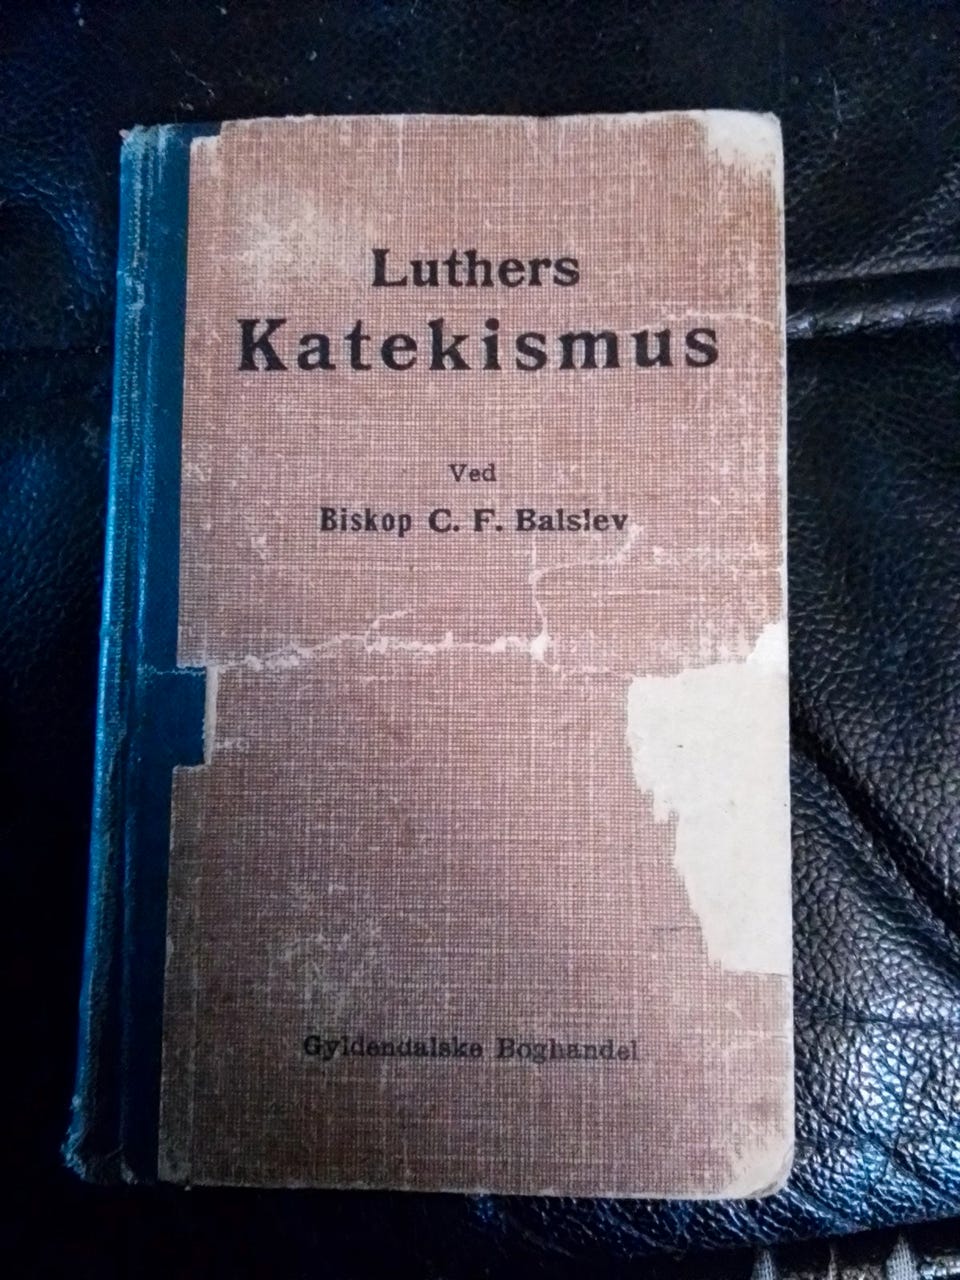 Luthers
Katekismus
Ved
Biskop C. F. Balslev
Gyldendalske Boghandel